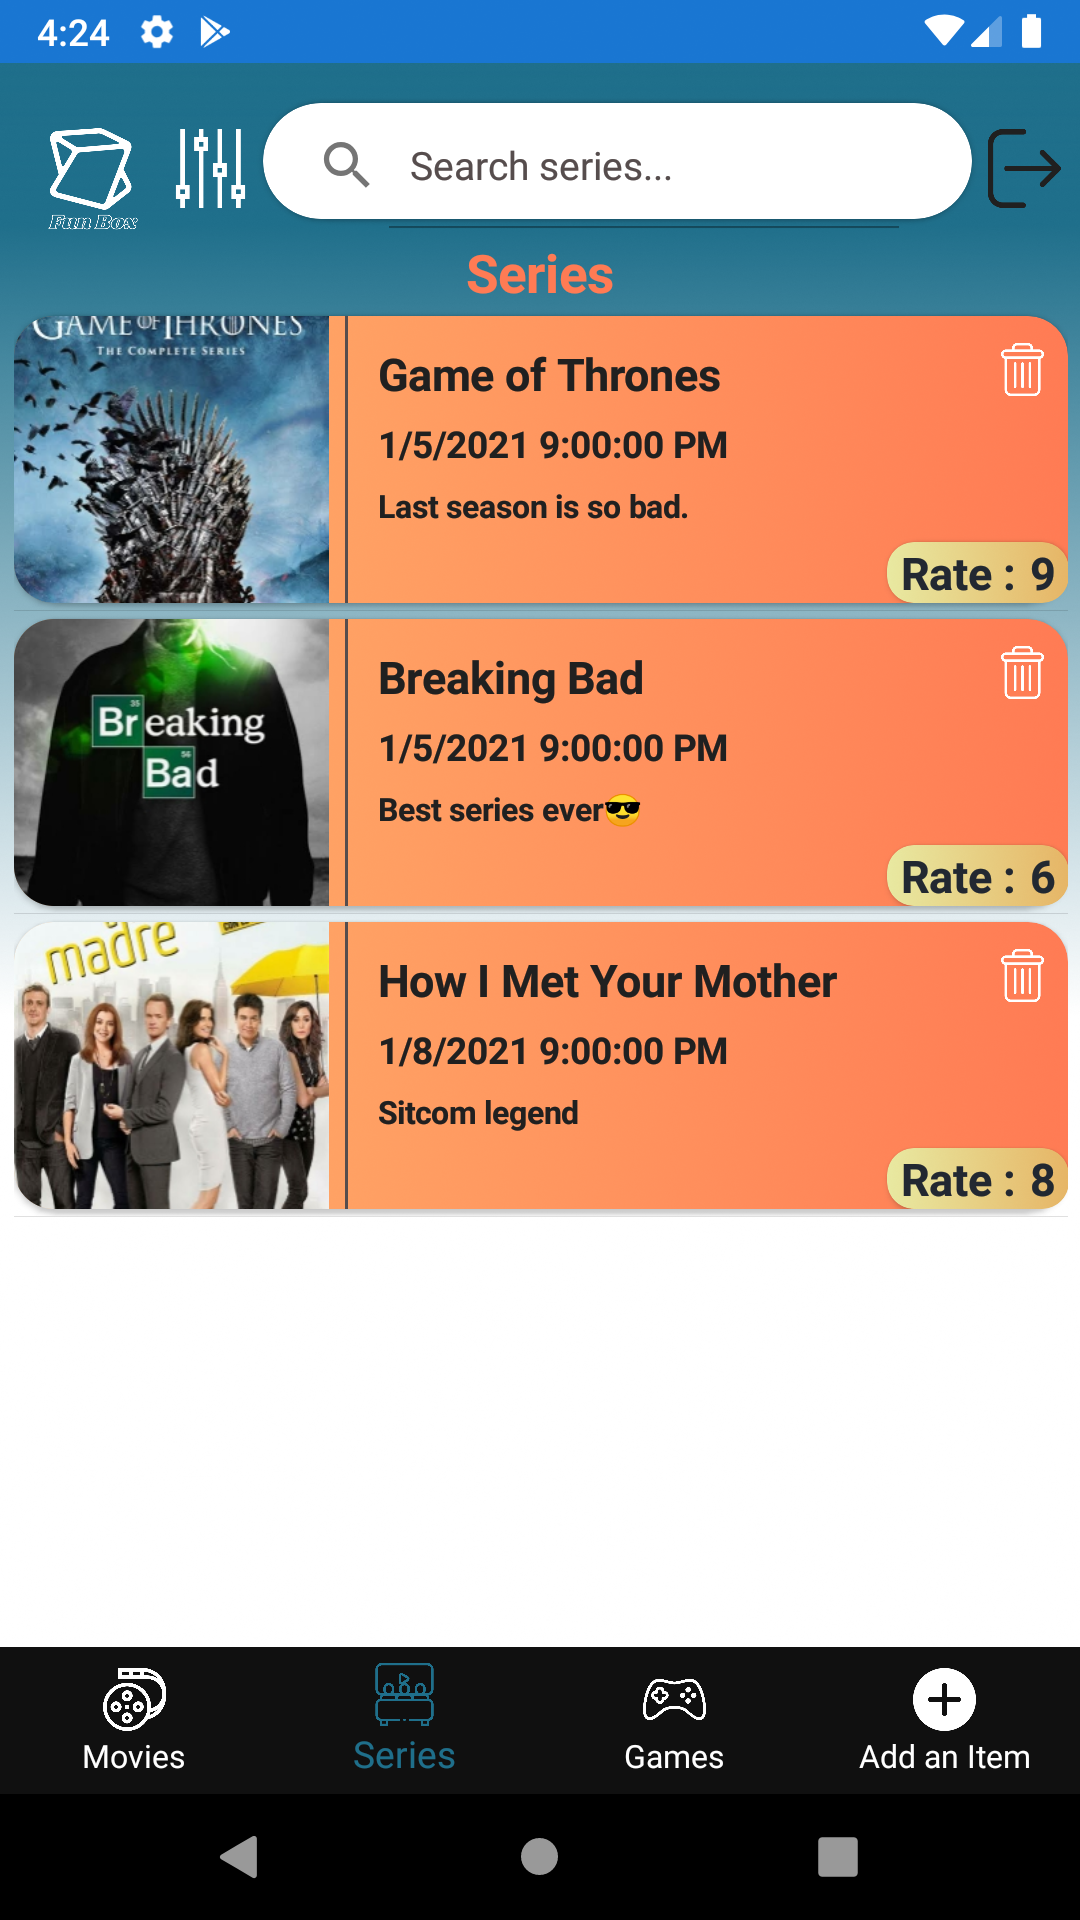 4:24
Search series...
Fun Box
Series
GAME OF THRONES
THE COMPLETE SERIES
Game of Thrones
1/5/2021 9:00:00 PM
Last season is so bad.
Rate : 9
35
Breaking
56
Bad
Breaking Bad
1/5/2021 9:00:00 PM
Best series ever😎
Rate : 6
madre
How I Met Your Mother
1/8/2021 9:00:00 PM
Sitcom legend
Rate : 8
Movies
Series
Games
Add an Item